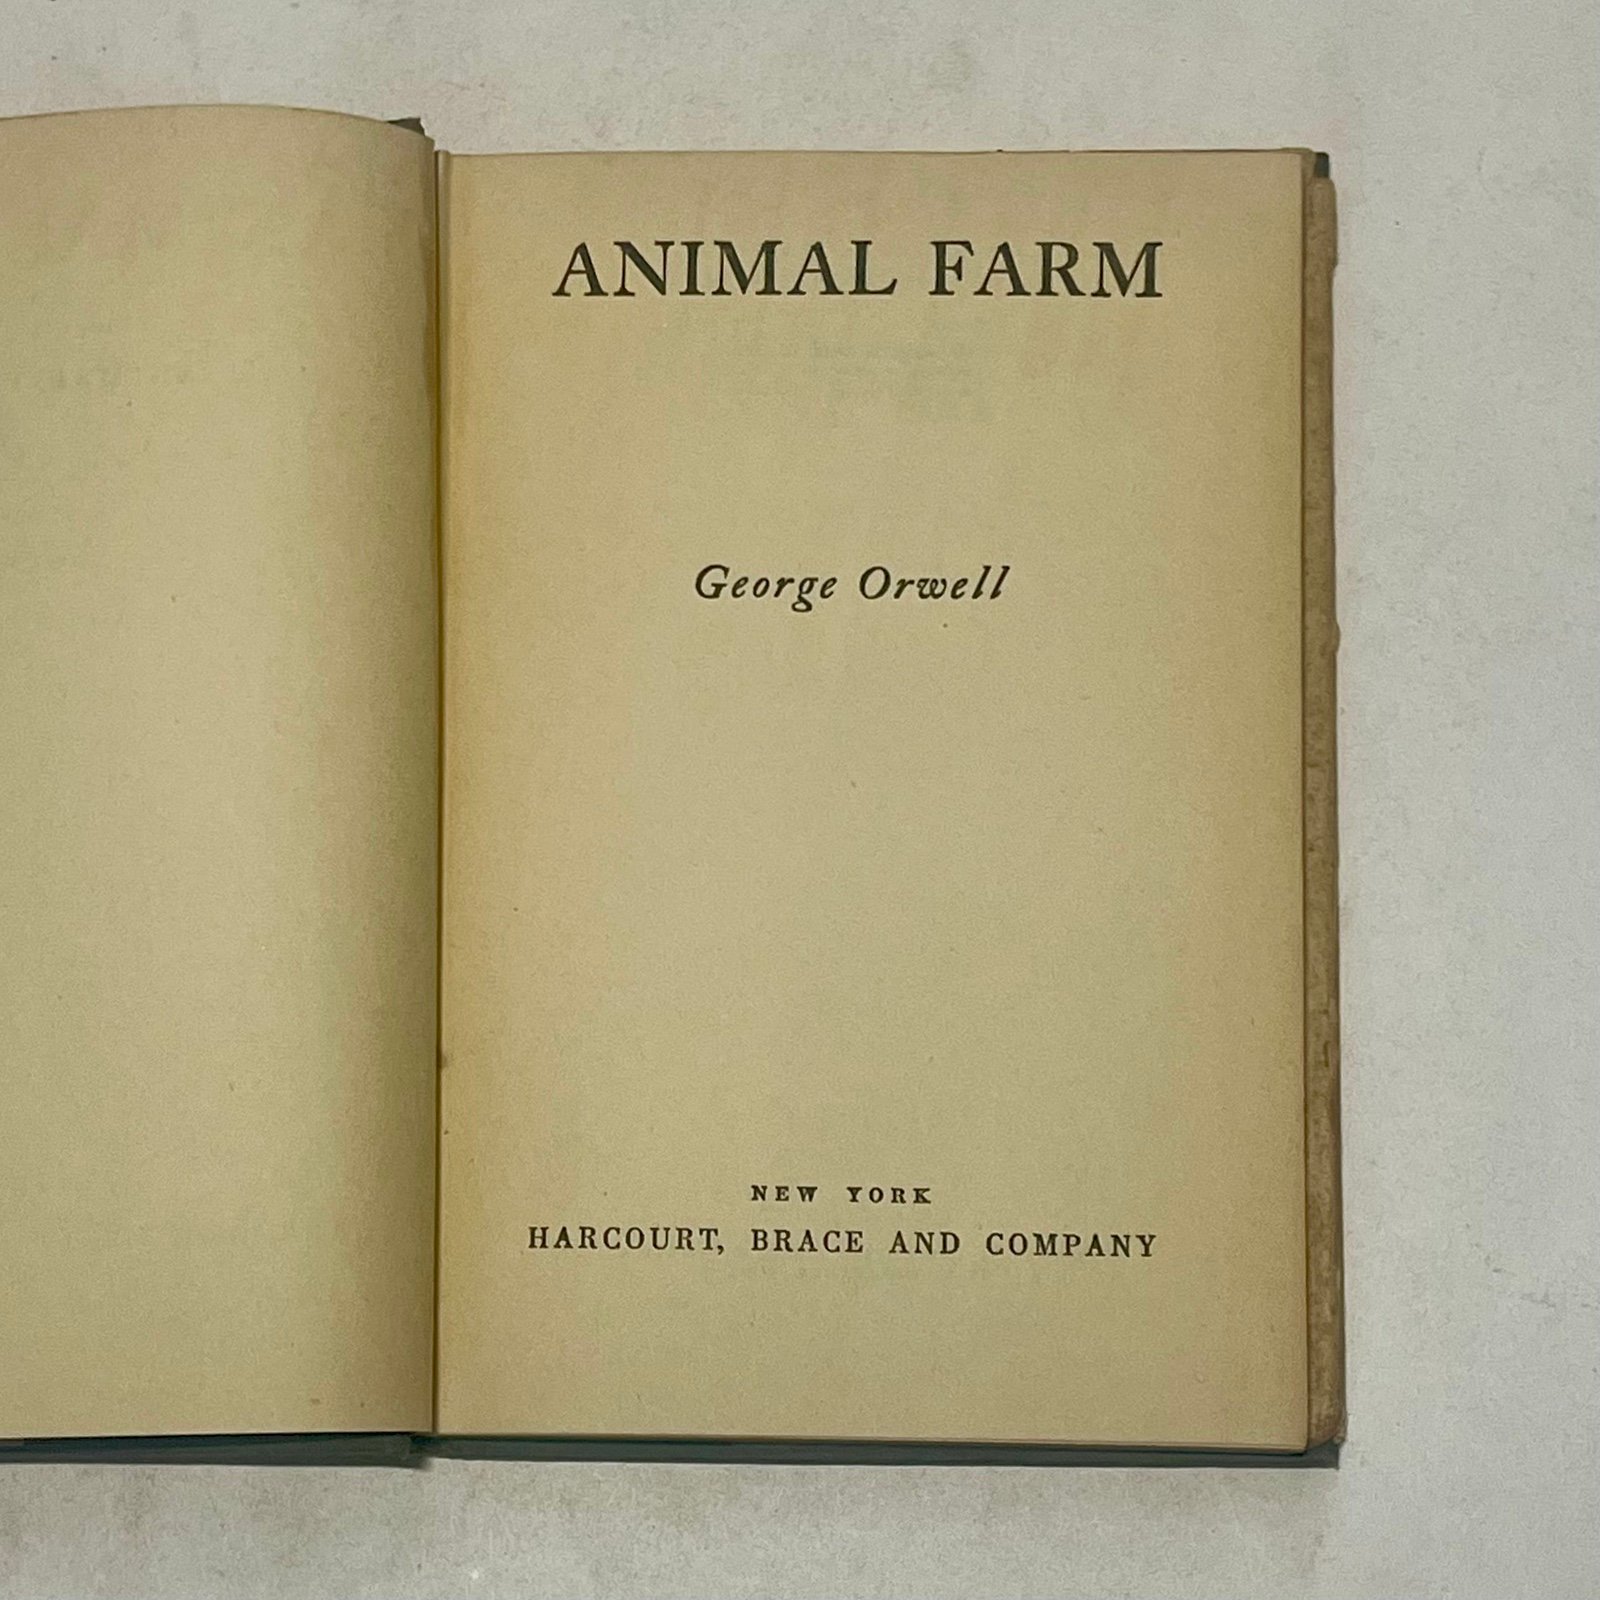 ANIMAL FARM
George Orwell
NEW YORK
HARCOURT, BRACE AND COMPANY